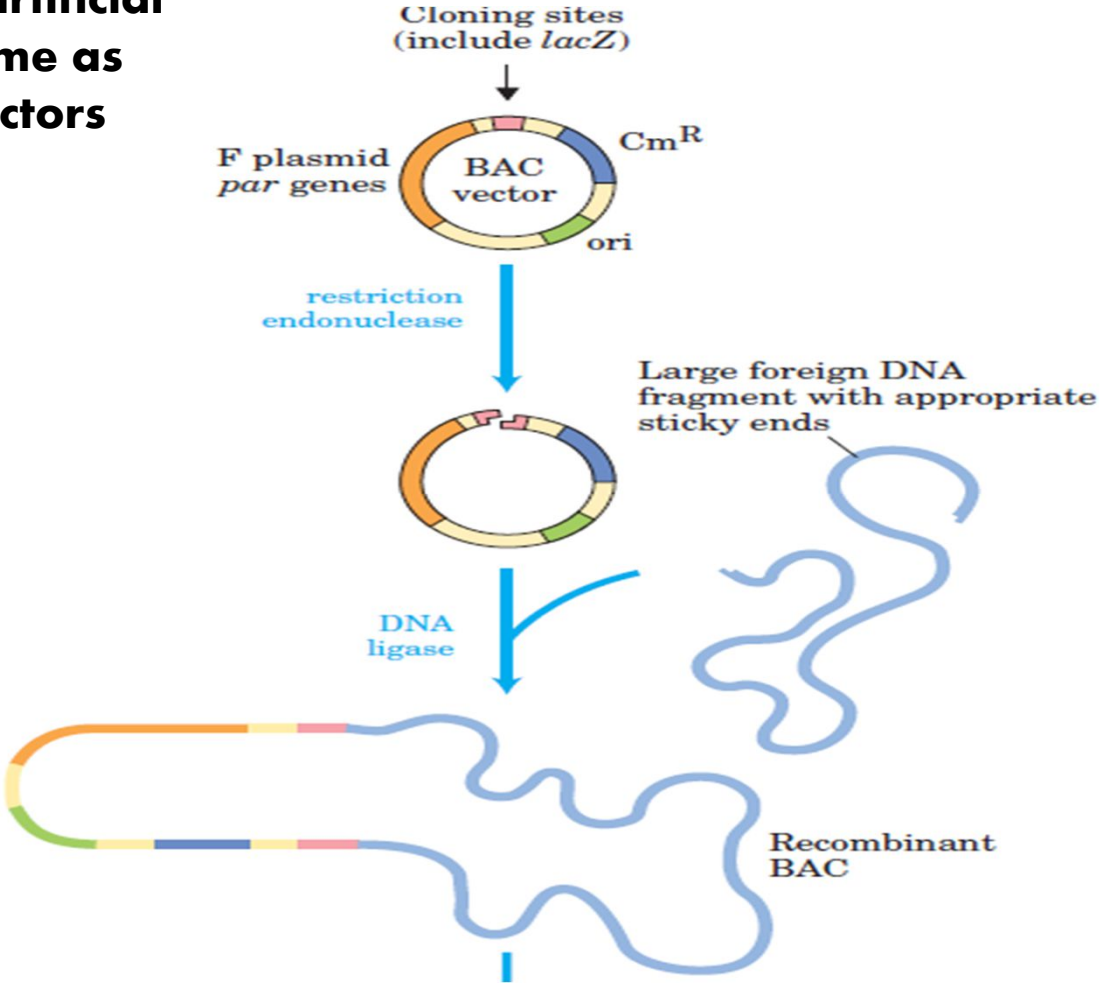 me as
ctors
Cloning sites
(include lacZ)
F plasmid
par genes
BAC
vector
CmR
ori
restriction
endonuclease
Large foreign DNA
fragment with appropriate
sticky ends
DNA
ligase
Recombinant
BAC